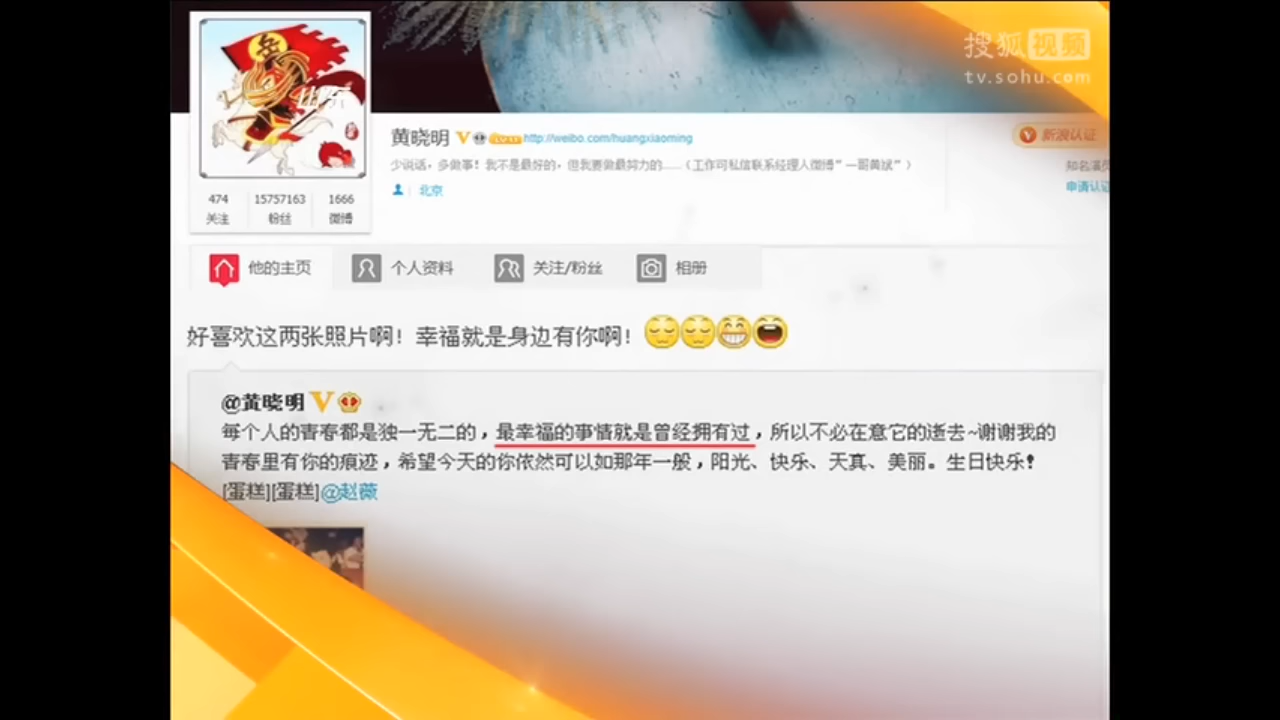 搜狐视频
tv.sohu.com
岳
黄晓明 http://weibo.com/huangxiaoming
新浪认证
少说话，多做事！我不是最好的，但我要做最努力的......（工作可私信联系经理人微博"一哥黄斌"）
知名演员
申请认证
北京
474 15757163 1666
关注 粉丝 微博
他的主页 个人资料 关注/粉丝 相册
好喜欢这两张照片啊！幸福就是身边有你啊！
@黄晓明
每个人的青春都是独一无二的，最幸福的事情就是曾经拥有过，所以不必在意它的逝去~谢谢我的
青春里有你的痕迹，希望今天的你依然可以如那年一般，阳光、快乐、天真、美丽。生日快乐！
[蛋糕][蛋糕]@赵薇